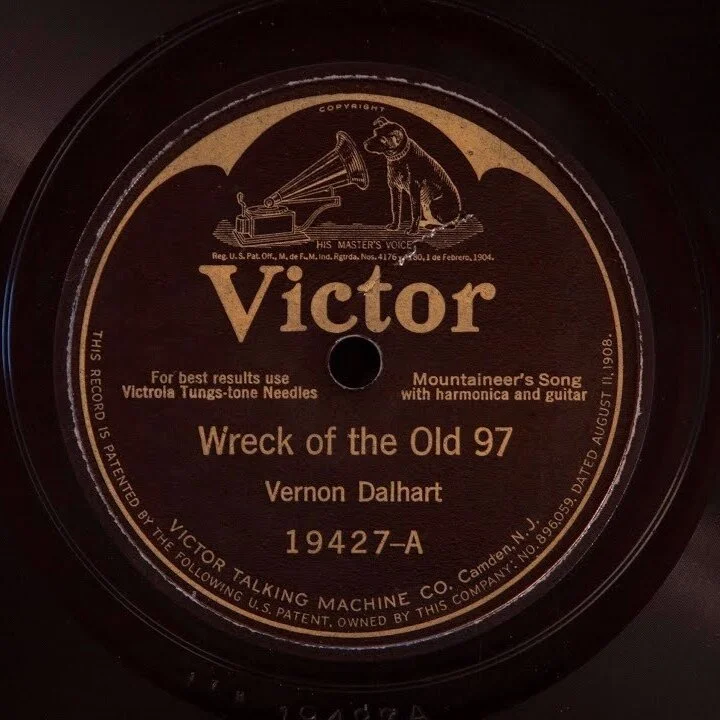 COPYRIGHT
HIS MASTER'S VOICE
Reg. U.S. Pat. Off., M. de F., M. Ind. Rgtrda. Nos. 4176 y 4180, 1 de Febrero, 1904.
Victor
For best results use
Victrola Tungs-tone Needles
Mountaineer's Song
with harmonica and guitar
Wreck of the Old 97
Vernon Dalhart
19427–A
VICTOR TALKING MACHINE CO. Camden, N.J.
THIS RECORD IS PATENTED BY THE FOLLOWING U.S. PATENT, OWNED BY THIS COMPANY: NO. 896059, DATED AUGUST 11, 1908.